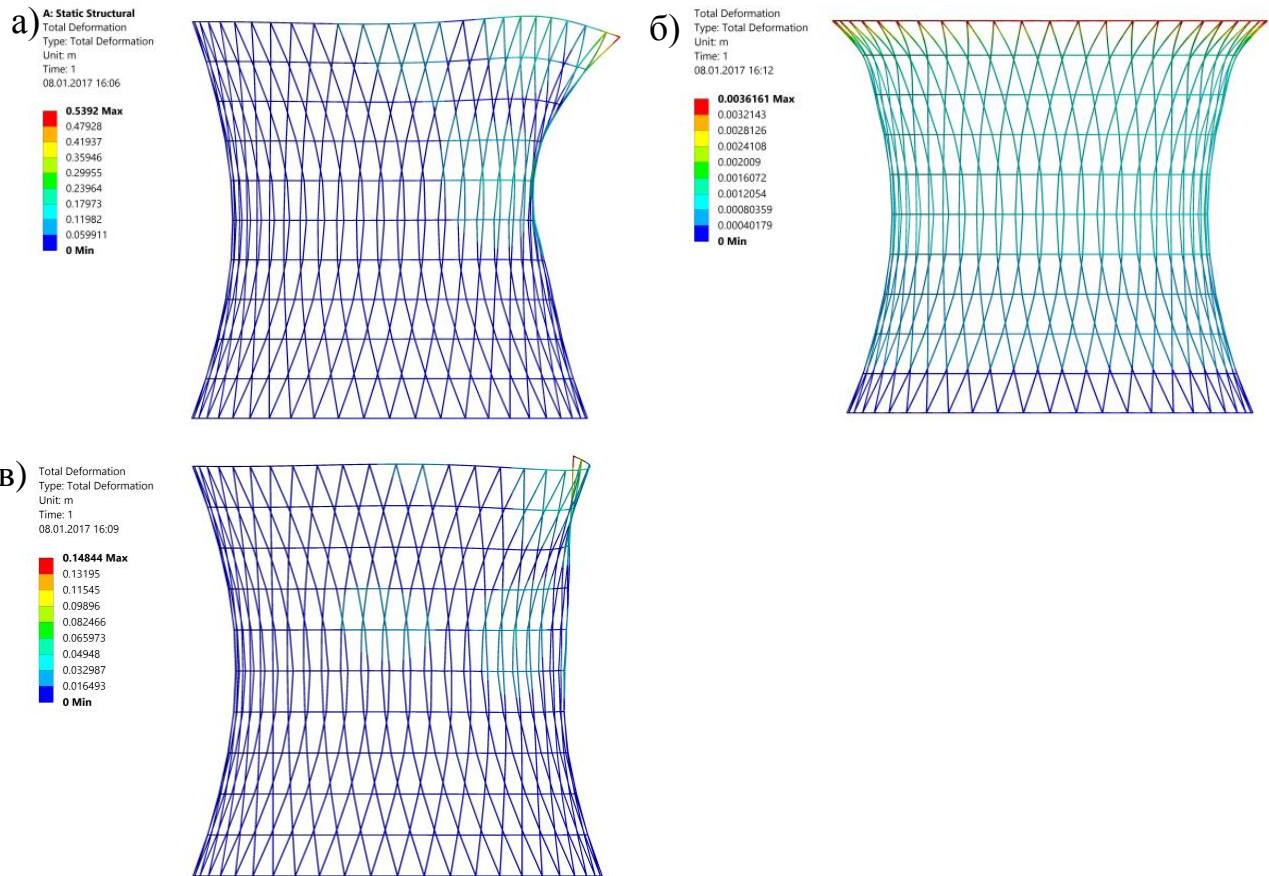 а)
A: Static Structural
Total Deformation
Type: Total Deformation
Unit: m
Time: 1
08.01.2017 16:06
0.5392 Max
0.47928
0.41937
0.35946
0.29955
0.23964
0.17973
0.11982
0.059911
0 Min
б)
Total Deformation
Type: Total Deformation
Unit: m
Time: 1
08.01.2017 16:12
0.0036161 Max
0.0032143
0.0028126
0.0024108
0.002009
0.0016072
0.0012054
0.00080359
0.00040179
0 Min
в)
Total Deformation
Type: Total Deformation
Unit: m
Time: 1
08.01.2017 16:09
0.14844 Max
0.13195
0.11545
0.09896
0.082466
0.065973
0.04948
0.032987
0.016493
0 Min